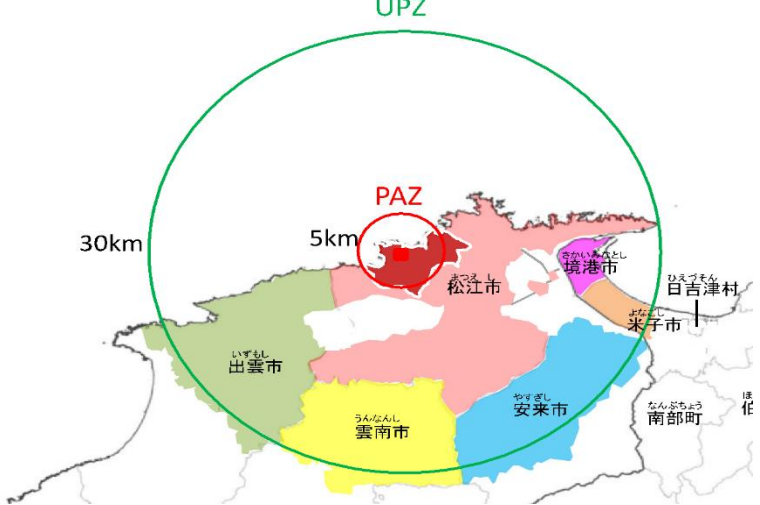 UPZ
PAZ
30km
5km
まつえ し
松江市
さかいみなとし
境港市
ひえづそん
日吉津村
よなごし
米子市
いずもし
出雲市
やすぎし
安来市
なんぶちょう
南部町
うんなんし
雲南市
ほ
伯